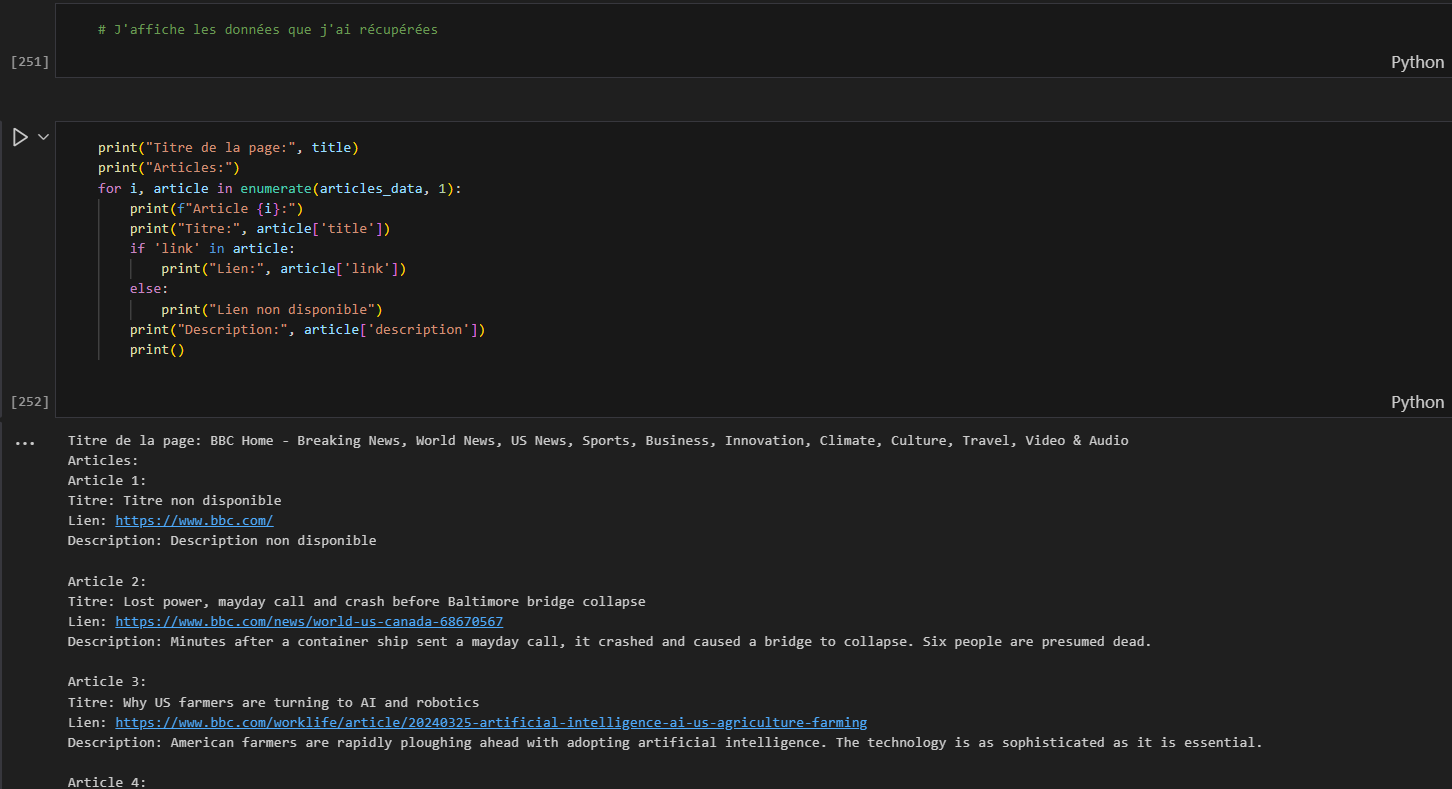 # J'affiche les données que j'ai récupérées
[251]
Python
print("Titre de la page:", title)
print("Articles:")
for i, article in enumerate(articles_data, 1):
    print(f"Article {i}:")
    print("Titre:", article['title'])
    if 'link' in article:
        print("Lien:", article['link'])
    else:
        print("Lien non disponible")
    print("Description:", article['description'])
    print()
[252]
Python
Titre de la page: BBC Home - Breaking News, World News, US News, Sports, Business, Innovation, Climate, Culture, Travel, Video & Audio
Articles:
Article 1:
Titre: Titre non disponible
Lien: https://www.bbc.com/
Description: Description non disponible
Article 2:
Titre: Lost power, mayday call and crash before Baltimore bridge collapse
Lien: https://www.bbc.com/news/world-us-canada-68670567
Description: Minutes after a container ship sent a mayday call, it crashed and caused a bridge to collapse. Six people are presumed dead.
Article 3:
Titre: Why US farmers are turning to AI and robotics
Lien: https://www.bbc.com/worklife/article/20240325-artificial-intelligence-ai-us-agriculture-farming
Description: American farmers are rapidly ploughing ahead with adopting artificial intelligence. The technology is as sophisticated as it is essential.
Article 4: